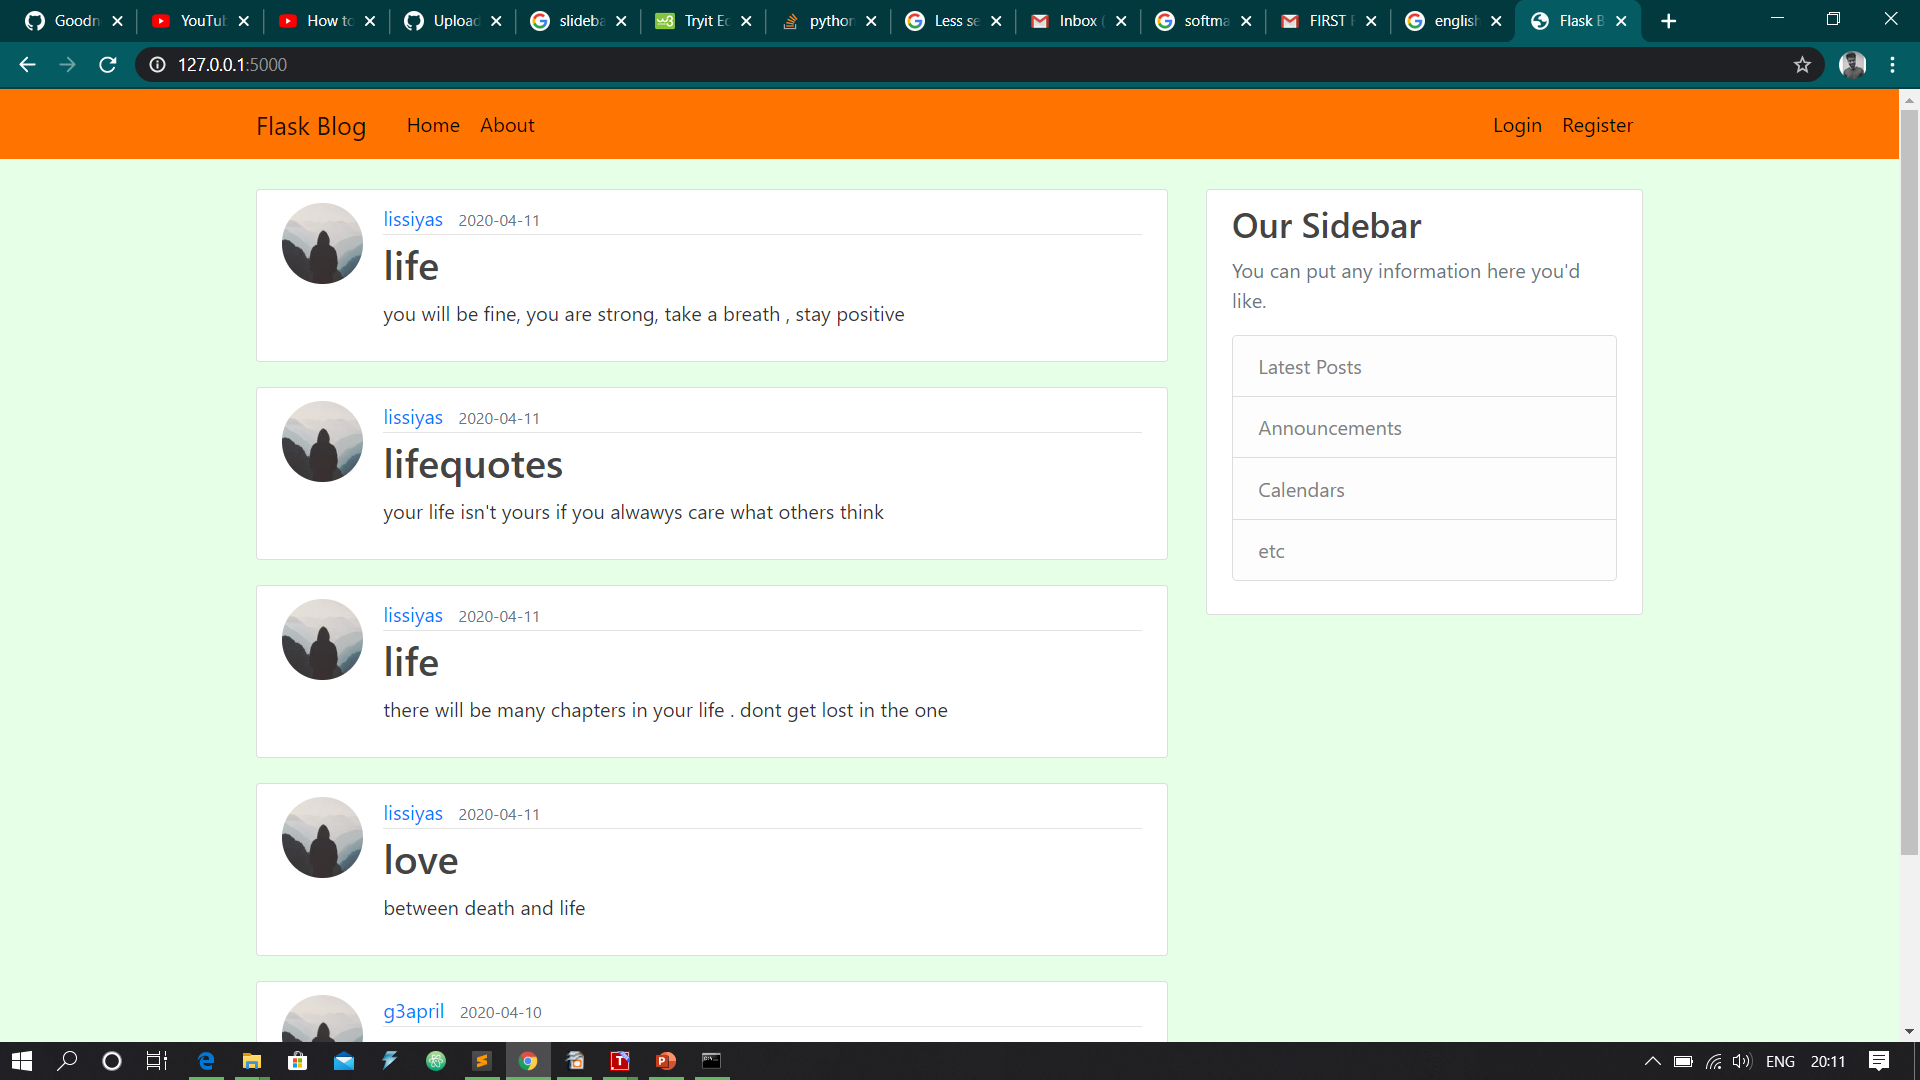 Goodn
YouTub
How to
Upload
slideba
Tryit Ed
python
Less se
Inbox (
softma
FIRST F
english
Flask B
127.0.0.1:5000
Flask Blog Home About Login Register
lissiyas 2020-04-11
life
you will be fine, you are strong, take a breath , stay positive
lissiyas 2020-04-11
lifequotes
your life isn't yours if you alwawys care what others think
lissiyas 2020-04-11
life
there will be many chapters in your life . dont get lost in the one
lissiyas 2020-04-11
love
between death and life
g3april 2020-04-10
Our Sidebar
You can put any information here you'd
like.
Latest Posts
Announcements
Calendars
etc
ENG 20:11